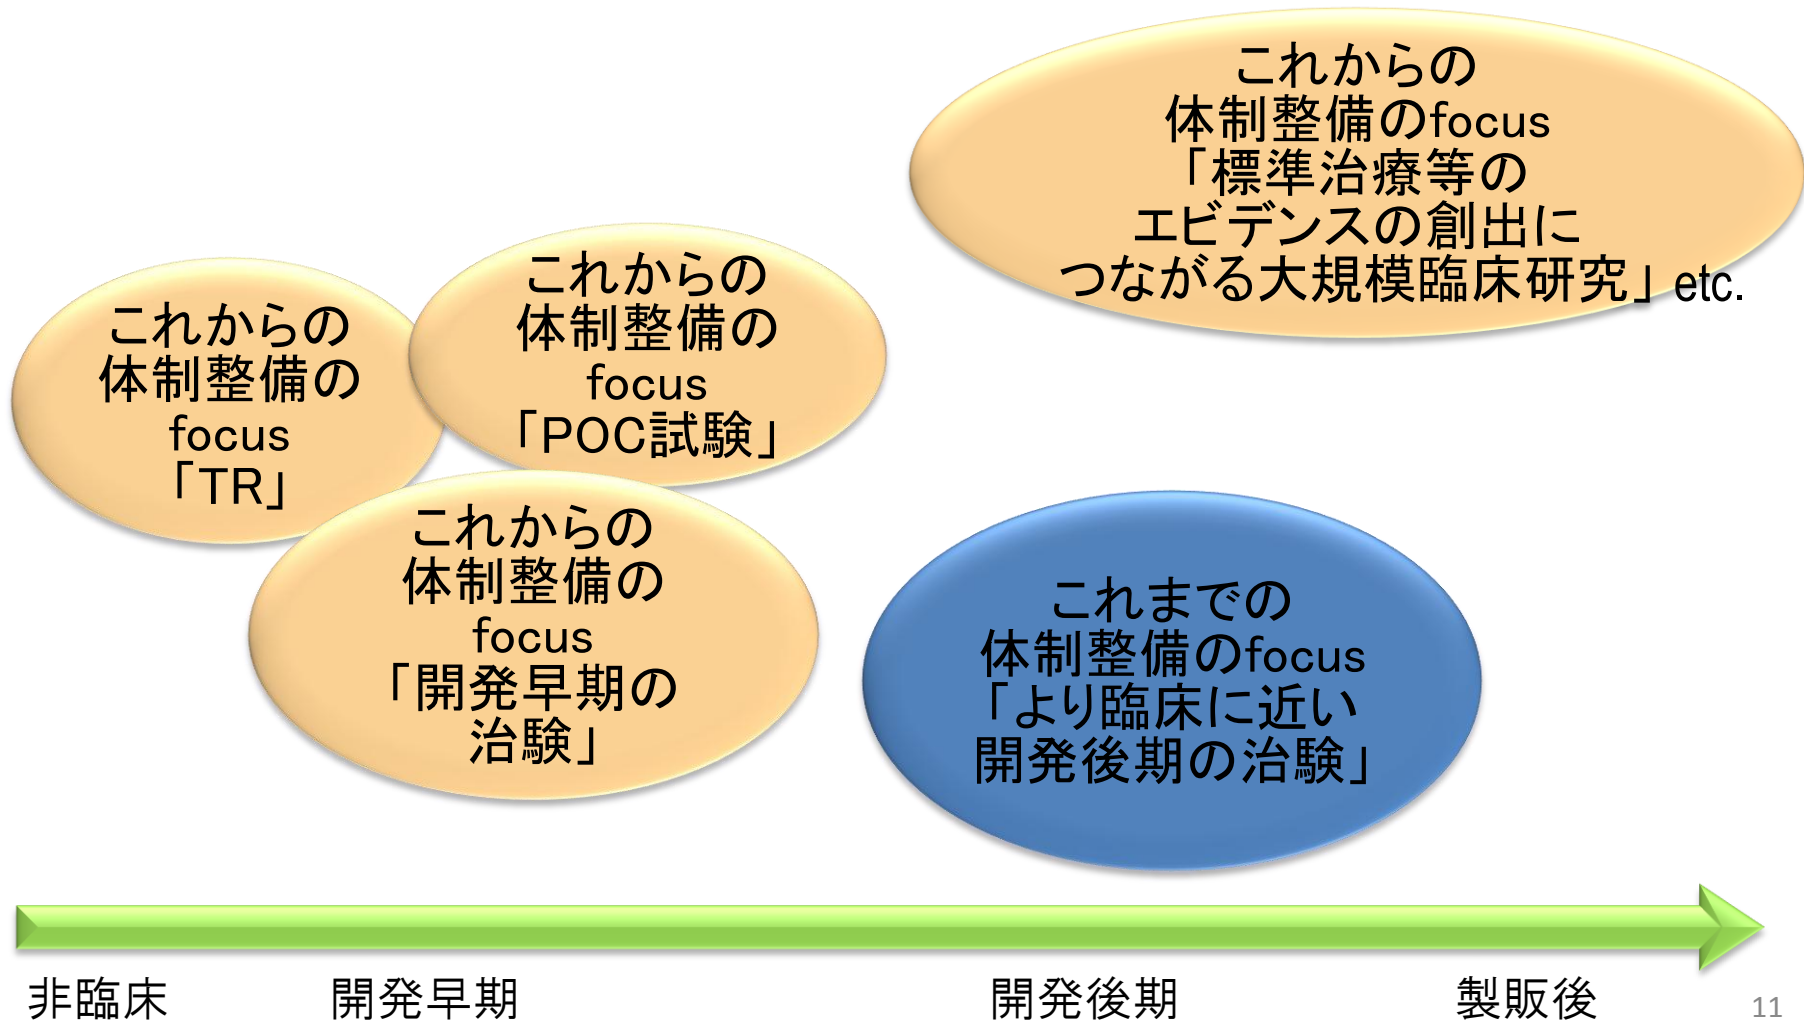 これからの
体制整備のfocus
「標準治療等の
エビデンスの創出に
つながる大規模臨床研究」etc.
これからの
体制整備の
focus
「POC試験」
これからの
体制整備の
focus
「TR」
これからの
体制整備の
focus
「開発早期の
治験」
これまでの
体制整備のfocus
「より臨床に近い
開発後期の治験」
非臨床
開発早期
開発後期
製販後
11